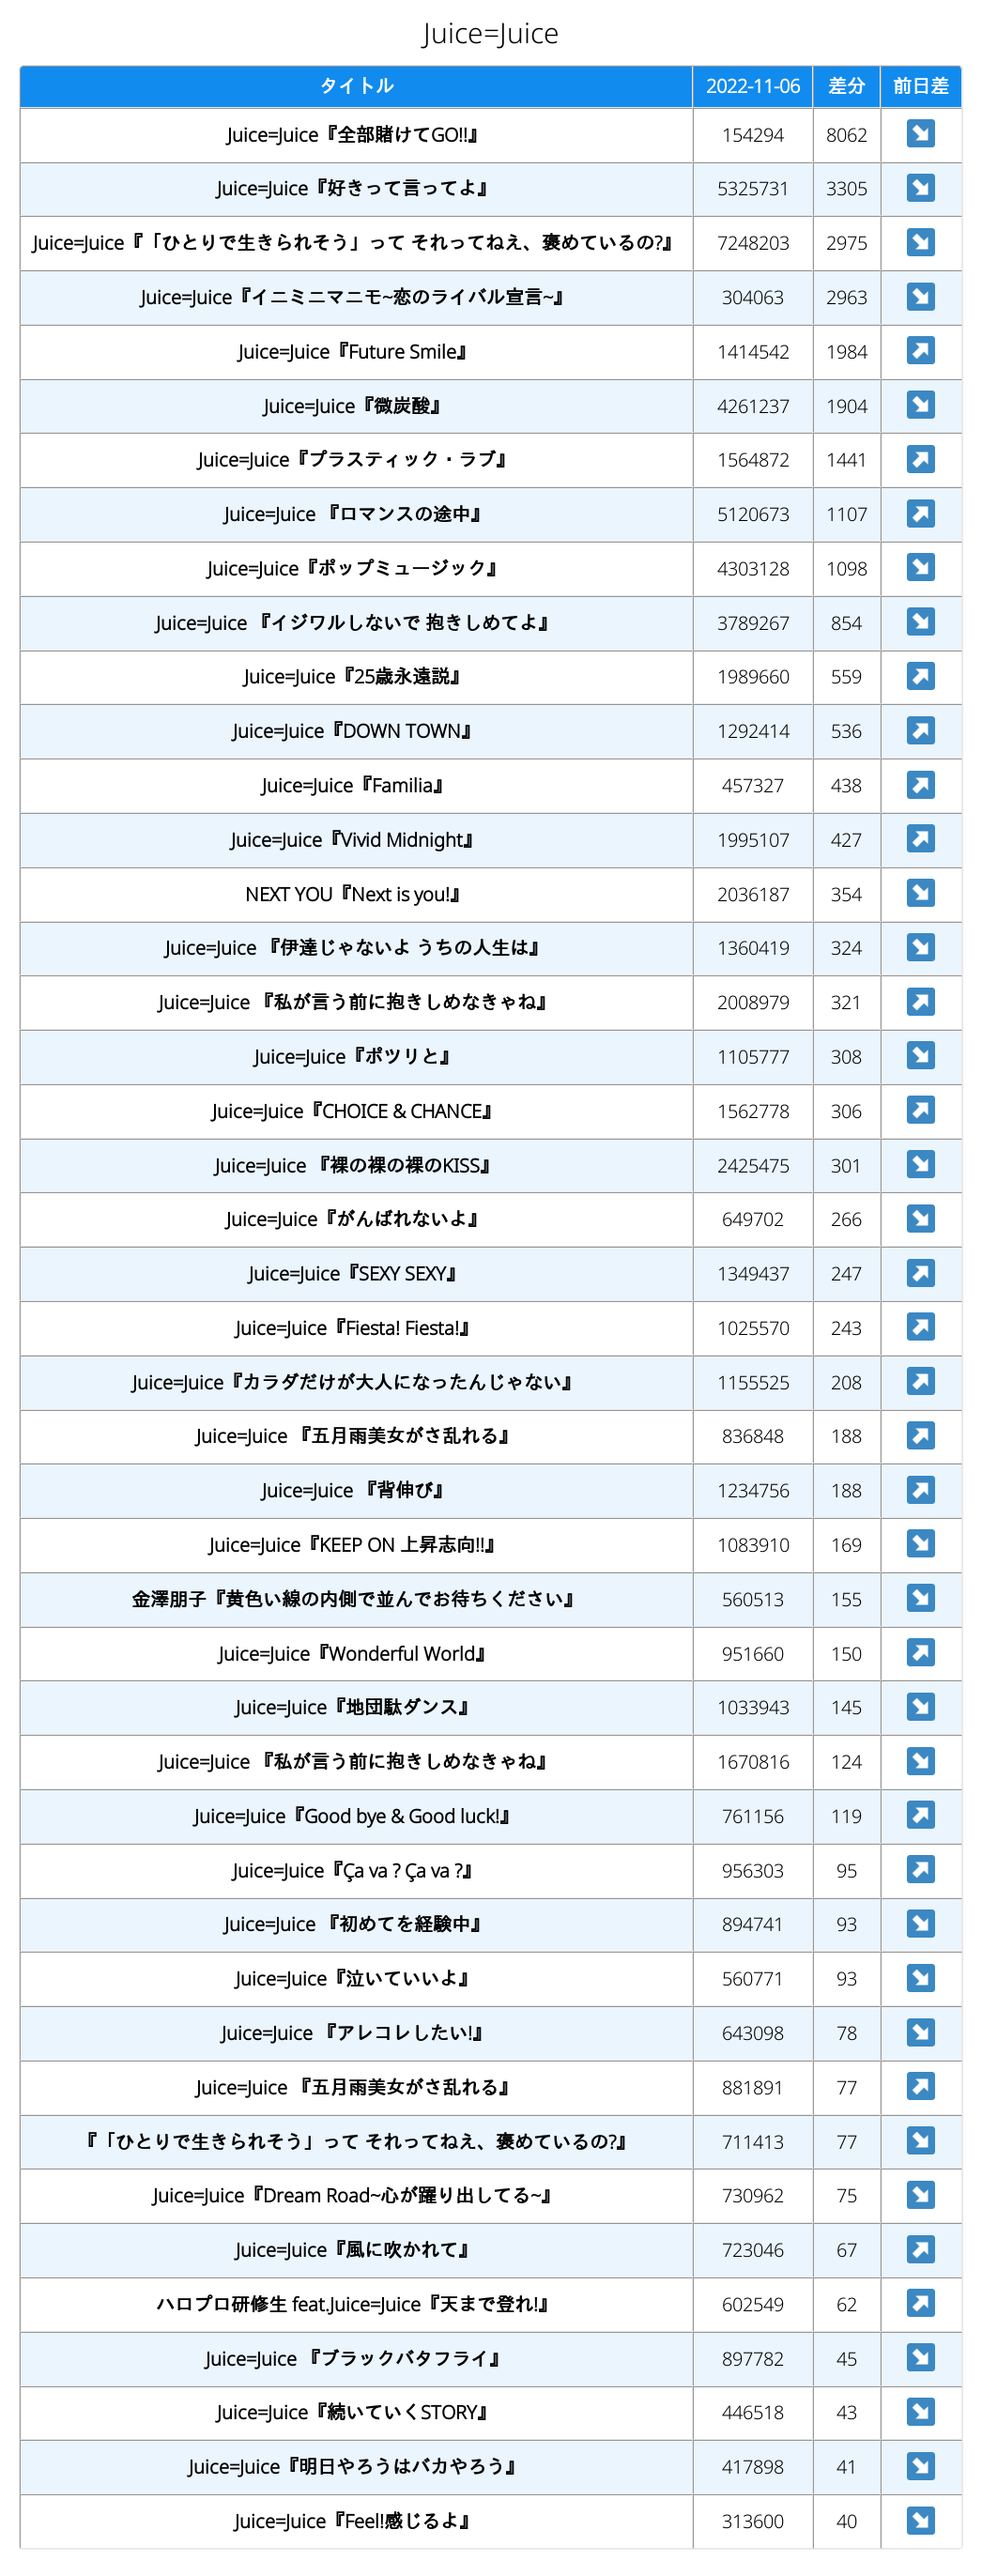 Juice=Juice
タイトル 2022-11-06 差分 前日差
Juice=Juice『全部賭けてGO!!』 154294 8062 ↘
Juice=Juice『好きって言ってよ』 5325731 3305 ↘
Juice=Juice『「ひとりで生きられそう」って それってねえ、褒めているの?』 7248203 2975 ↘
Juice=Juice『イニミニマニモ~恋のライバル宣言~』 304063 2963 ↘
Juice=Juice『Future Smile』 1414542 1984 ↗
Juice=Juice『微炭酸』 4261237 1904 ↘
Juice=Juice『プラスティック・ラブ』 1564872 1441 ↗
Juice=Juice 『ロマンスの途中』 5120673 1107 ↗
Juice=Juice『ポップミュージック』 4303128 1098 ↘
Juice=Juice 『イジワルしないで 抱きしめてよ』 3789267 854 ↘
Juice=Juice『25歳永遠説』 1989660 559 ↗
Juice=Juice『DOWN TOWN』 1292414 536 ↗
Juice=Juice『Familia』 457327 438 ↗
Juice=Juice『Vivid Midnight』 1995107 427 ↗
NEXT YOU『Next is you!』 2036187 354 ↘
Juice=Juice 『伊達じゃないよ うちの人生は』 1360419 324 ↘
Juice=Juice 『私が言う前に抱きしめなきゃね』 2008979 321 ↗
Juice=Juice『ポツリと』 1105777 308 ↘
Juice=Juice『CHOICE & CHANCE』 1562778 306 ↗
Juice=Juice 『裸の裸の裸のKISS』 2425475 301 ↘
Juice=Juice『がんばれないよ』 649702 266 ↘
Juice=Juice『SEXY SEXY』 1349437 247 ↗
Juice=Juice『Fiesta! Fiesta!』 1025570 243 ↗
Juice=Juice『カラダだけが大人になったんじゃない』 1155525 208 ↗
Juice=Juice 『五月雨美女がさ乱れる』 836848 188 ↗
Juice=Juice 『背伸び』 1234756 188 ↗
Juice=Juice『KEEP ON 上昇志向!!』 1083910 169 ↘
金澤朋子『黄色い線の内側で並んでお待ちください』 560513 155 ↘
Juice=Juice『Wonderful World』 951660 150 ↗
Juice=Juice『地団駄ダンス』 1033943 145 ↘
Juice=Juice 『私が言う前に抱きしめなきゃね』 1670816 124 ↘
Juice=Juice『Good bye & Good luck!』 761156 119 ↗
Juice=Juice『Ça va ? Ça va ?』 956303 95 ↗
Juice=Juice 『初めてを経験中』 894741 93 ↘
Juice=Juice『泣いていいよ』 560771 93 ↘
Juice=Juice 『アレコレしたい!』 643098 78 ↘
Juice=Juice 『五月雨美女がさ乱れる』 881891 77 ↗
『「ひとりで生きられそう」って それってねえ、褒めているの?』 711413 77 ↘
Juice=Juice『Dream Road~心が躍り出してる~』 730962 75 ↘
Juice=Juice『風に吹かれて』 723046 67 ↗
ハロプロ研修生 feat.Juice=Juice『天まで登れ!』 602549 62 ↗
Juice=Juice 『ブラックバタフライ』 897782 45 ↘
Juice=Juice『続いていくSTORY』 446518 43 ↘
Juice=Juice『明日やろうはバカやろう』 417898 41 ↘
Juice=Juice『Feel!感じるよ』 313600 40 ↘